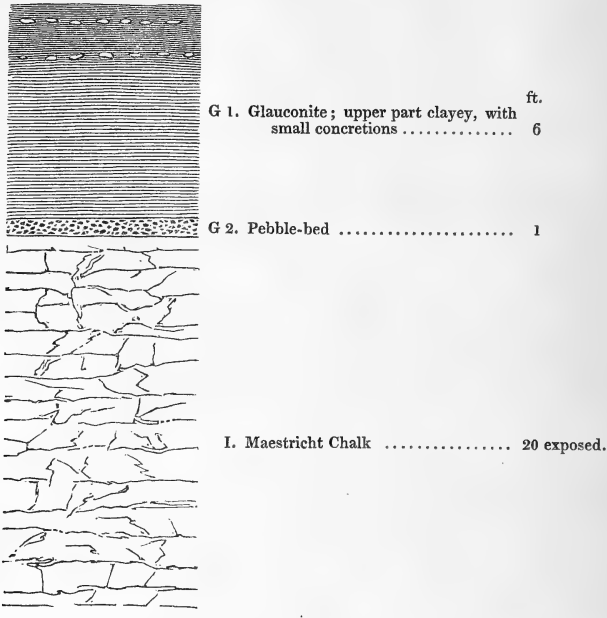 ft.
G 1. Glauconite; upper part clayey, with
small concretions .............. 6
G 2. Pebble-bed ...................... 1
I. Maestricht Chalk ................ 20 exposed.